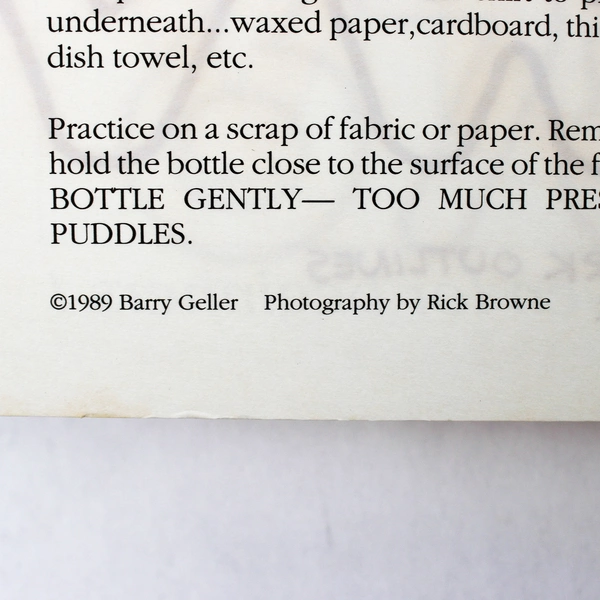 underneath...waxed paper,cardboard, thi
dish towel, etc.
Practice on a scrap of fabric or paper. Rem
hold the bottle close to the surface of the f
BOTTLE GENTLY— TOO MUCH PRES
PUDDLES.
©1989 Barry Geller Photography by Rick Browne